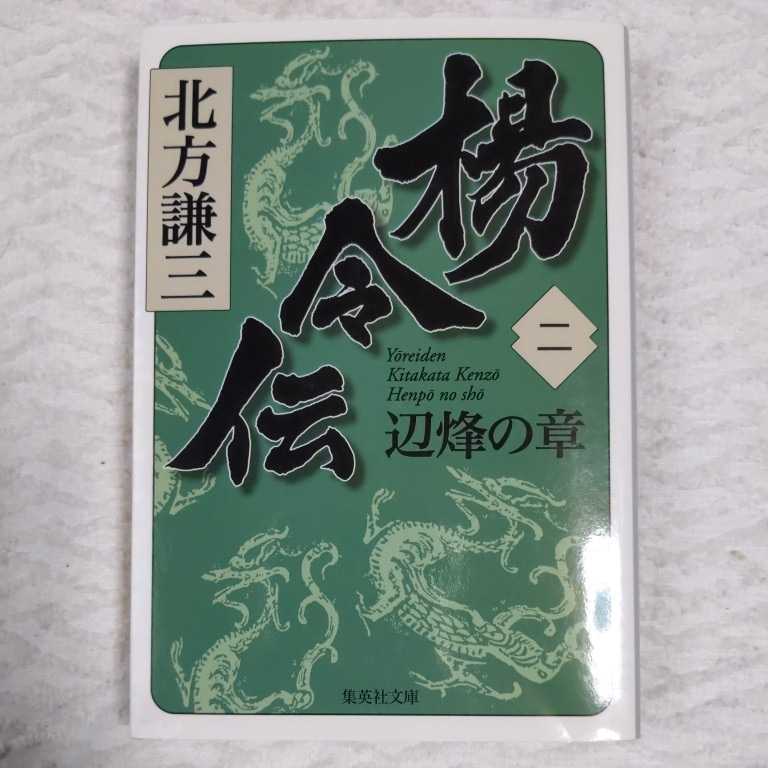 北方謙三
楊令伝
二
Yōreiden
Kitakata Kenzō
Henpō no shō
辺烽の章
集英社文庫